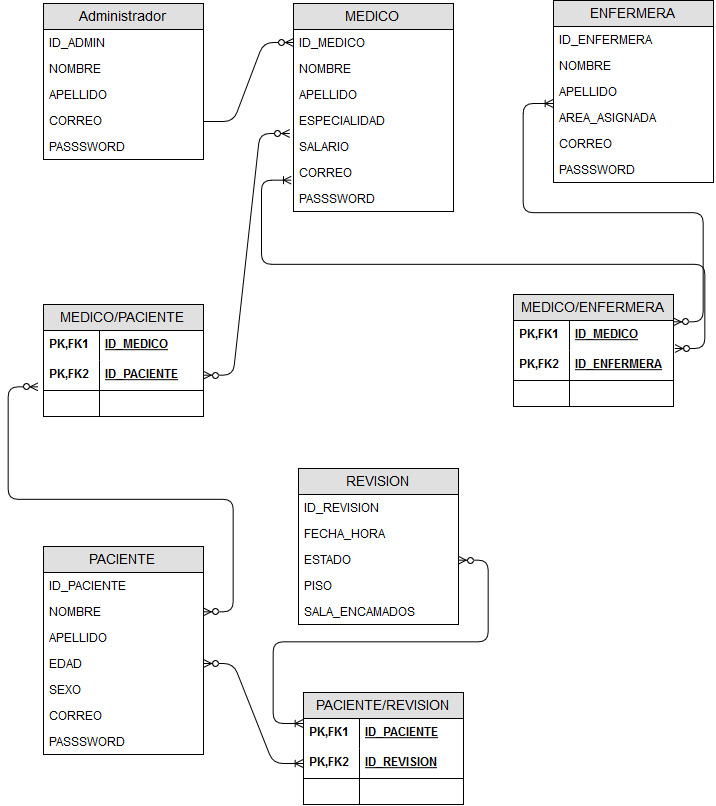 Administrador
ID_ADMIN
NOMBRE
APELLIDO
CORREO
PASSSWORD
MEDICO
ID_MEDICO
NOMBRE
APELLIDO
ESPECIALIDAD
SALARIO
CORREO
PASSSWORD
ENFERMERA
ID_ENFERMERA
NOMBRE
APELLIDO
AREA_ASIGNADA
CORREO
PASSSWORD
MEDICO/PACIENTE
PK,FK1 ID_MEDICO
PK,FK2 ID_PACIENTE
MEDICO/ENFERMERA
PK,FK1 ID_MEDICO
PK,FK2 ID_ENFERMERA
REVISION
ID_REVISION
FECHA_HORA
ESTADO
PISO
SALA_ENCAMADOS
PACIENTE
ID_PACIENTE
NOMBRE
APELLIDO
EDAD
SEXO
CORREO
PASSSWORD
PACIENTE/REVISION
PK,FK1 ID_PACIENTE
PK,FK2 ID_REVISION